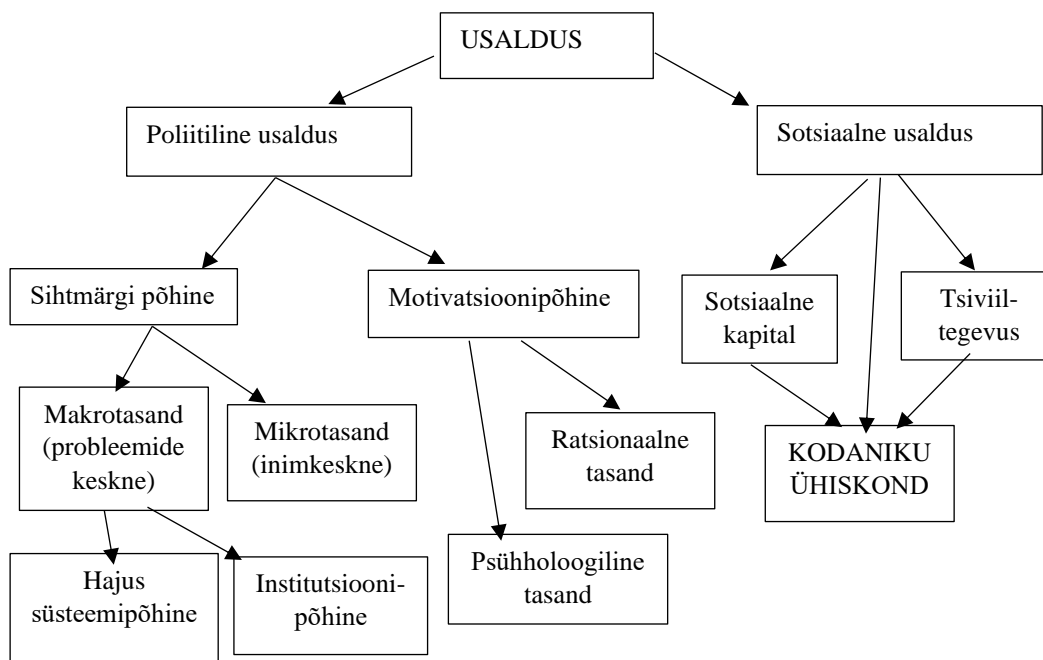 USALDUS
Poliitiline usaldus
Sotsiaalne usaldus
Sihtmärgi põhine
Motivatsioonipõhine
Sotsiaalne
kapital
Tsiviil-
tegevus
Makrotasand
(probleemide
keskne)
Mikrotasand
(inimkeskne)
Ratsionaalne
tasand
KODANIKU
ÜHISKOND
Hajus
süsteemipõhine
Institutsiooni-
põhine
Psühholoogiline
tasand